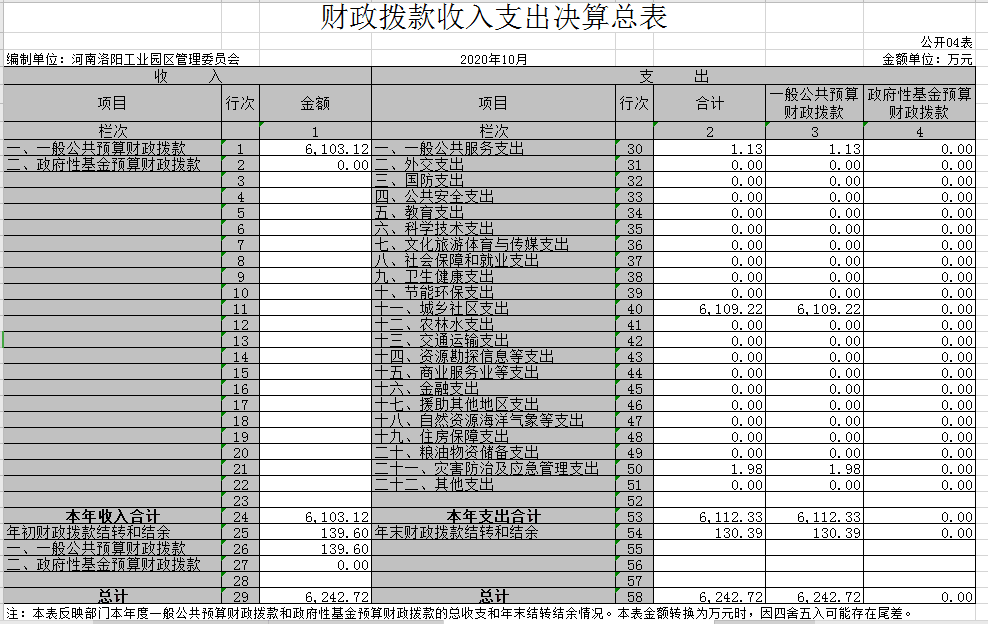 财政拨款收入支出决算总表
公开04表
编制单位：河南洛阳工业园区管理委员会 2020年10月 金额单位：万元
收 入 支 出
项目 行次 金额 项目 行次 合计 一般公共预算财政拨款 政府性基金预算财政拨款
栏次 1 栏次 2 3 4
一、一般公共预算财政拨款 1 6,103.12 一、一般公共服务支出 30 1.13 1.13 0.00
二、政府性基金预算财政拨款 2 0.00 二、外交支出 31 0.00 0.00 0.00
3 三、国防支出 32 0.00 0.00 0.00
4 四、公共安全支出 33 0.00 0.00 0.00
5 五、教育支出 34 0.00 0.00 0.00
6 六、科学技术支出 35 0.00 0.00 0.00
7 七、文化旅游体育与传媒支出 36 0.00 0.00 0.00
8 八、社会保障和就业支出 37 0.00 0.00 0.00
9 九、卫生健康支出 38 0.00 0.00 0.00
10 十、节能环保支出 39 0.00 0.00 0.00
11 十一、城乡社区支出 40 6,109.22 6,109.22 0.00
12 十二、农林水支出 41 0.00 0.00 0.00
13 十三、交通运输支出 42 0.00 0.00 0.00
14 十四、资源勘探信息等支出 43 0.00 0.00 0.00
15 十五、商业服务业等支出 44 0.00 0.00 0.00
16 十六、金融支出 45 0.00 0.00 0.00
17 十七、援助其他地区支出 46 0.00 0.00 0.00
18 十八、自然资源海洋气象等支出 47 0.00 0.00 0.00
19 十九、住房保障支出 48 0.00 0.00 0.00
20 二十、粮油物资储备支出 49 0.00 0.00 0.00
21 二十一、灾害防治及应急管理支出 50 1.98 1.98 0.00
22 二十二、其他支出 51 0.00 0.00 0.00
23 52
本年收入合计 24 6,103.12 本年支出合计 53 6,112.33 6,112.33 0.00
年初财政拨款结转和结余 25 139.60 年末财政拨款结转和结余 54 130.39 130.39 0.00
一、一般公共预算财政拨款 26 139.60 55
二、政府性基金预算财政拨款 27 0.00 56
28 57
总计 29 6,242.72 总计 58 6,242.72 6,242.72 0.00
注：本表反映部门本年度一般公共预算财政拨款和政府性基金预算财政拨款的总收支和年末结转结余情况。本表金额转换为万元时，因四舍五入可能存在尾差。